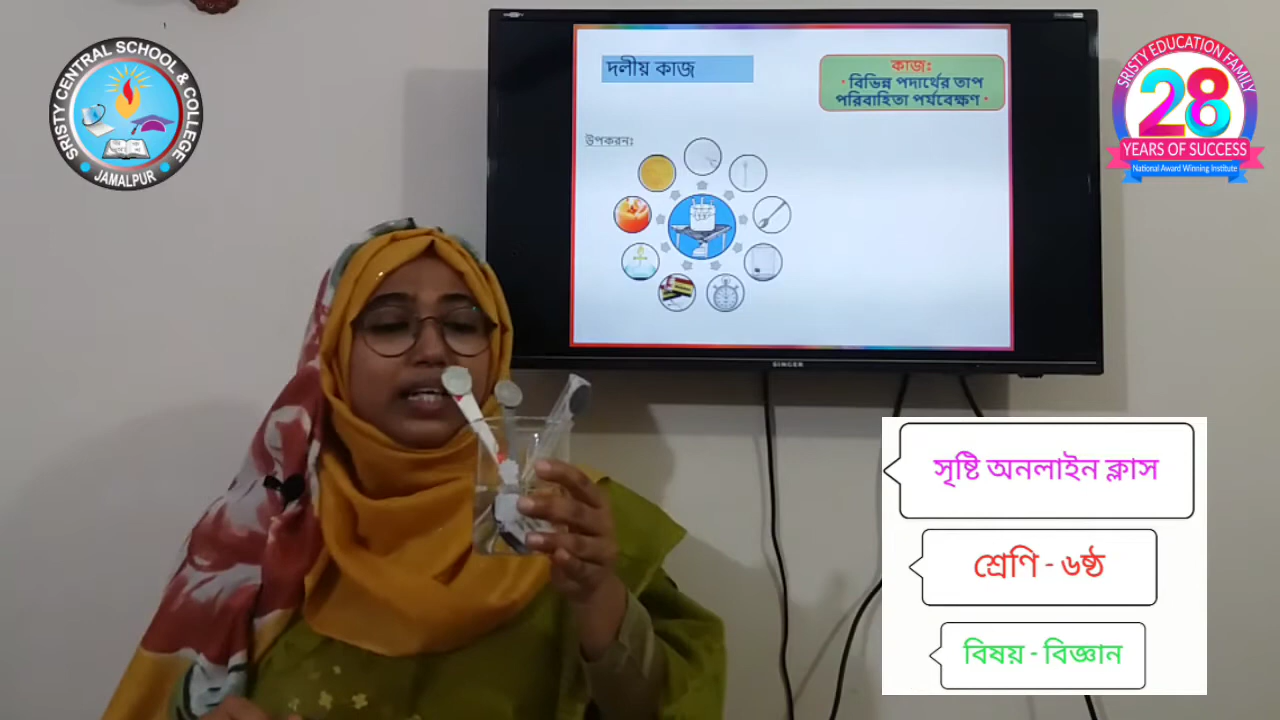 SRISTY CENTRAL SCHOOL & COLLEGE
JAMALPUR
দলীয় কাজ
কাজঃ
বিভিন্ন পদার্থের তাপ
পরিবাহিতা পর্যবেক্ষণ
উপকরনঃ
SINGER
SRISTY EDUCATION FAMILY
28
YEARS OF SUCCESS
National Award Winning Institute
সৃষ্টি অনলাইন ক্লাস
শ্রেণি - ৬ষ্ঠ
বিষয় - বিজ্ঞান